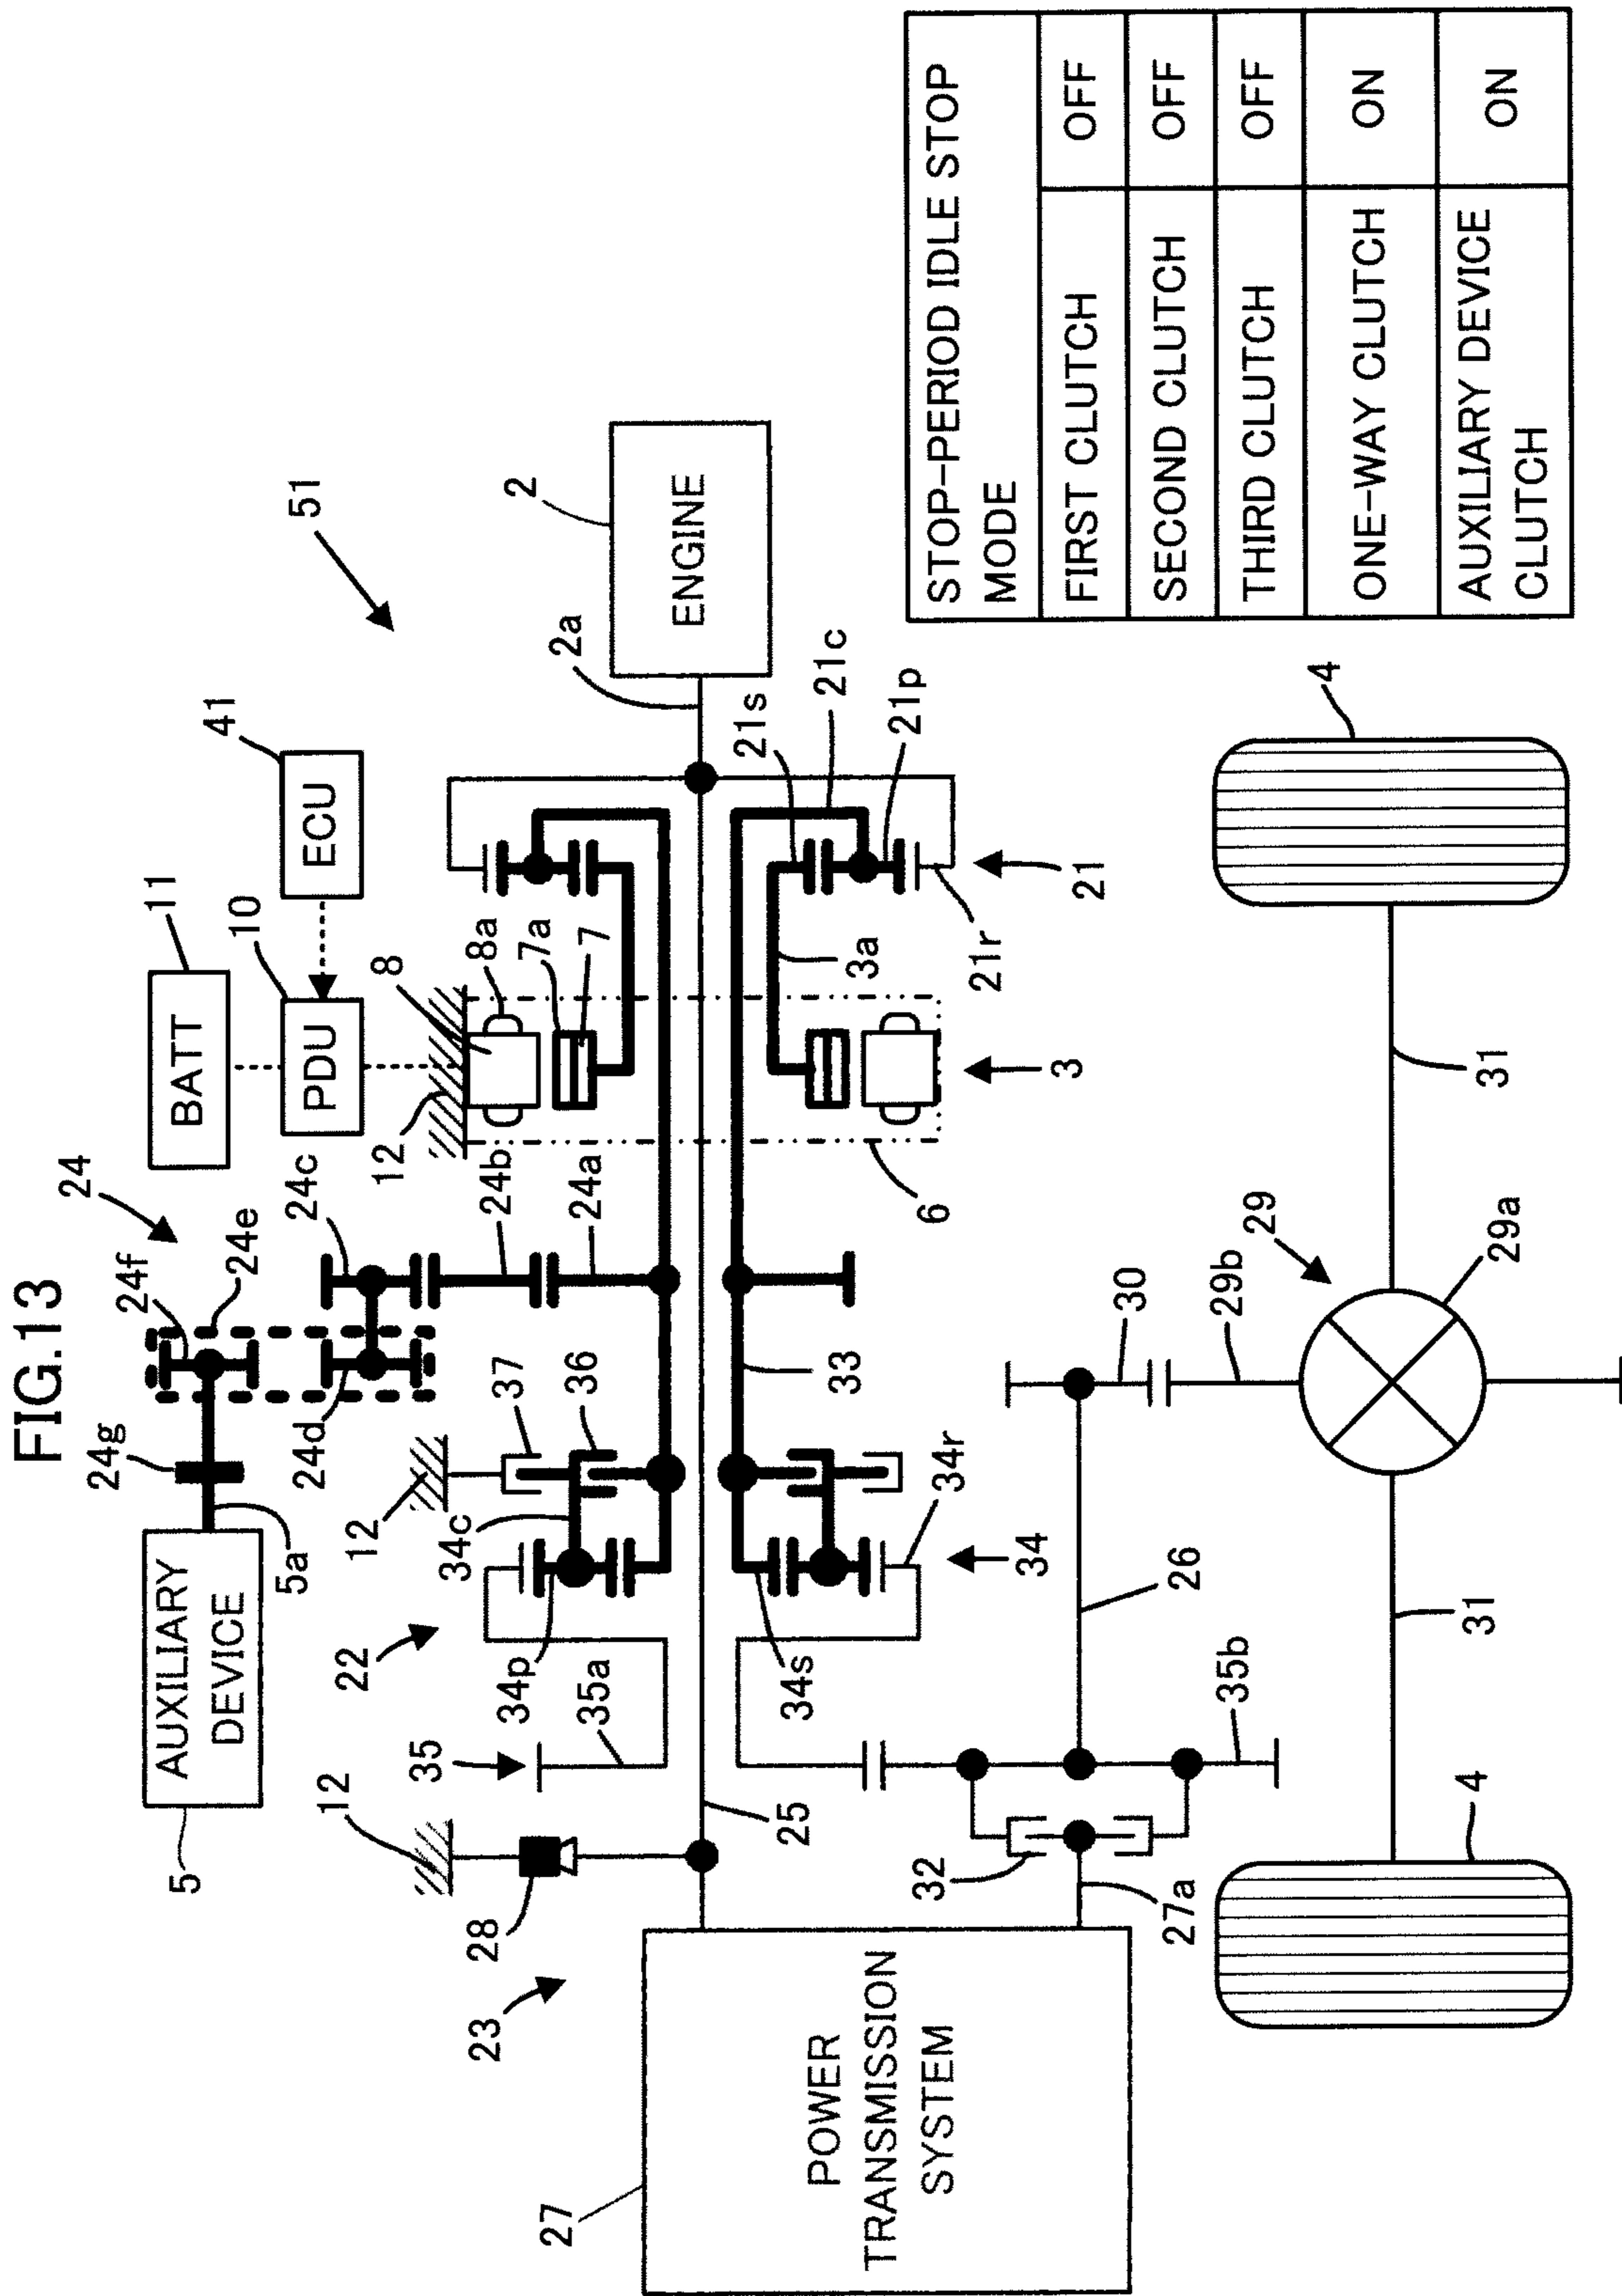 FIG.13
51
24
24f
24e
24c
24g
24d
24b
24a
AUXILIARY
DEVICE
5a
5
BATT
11
PDU
10
ECU
41
12
8
8a
7a
7
2
ENGINE
2a
21s
21c
21p
21r
21
3a
3
6
12
37
36
33
34c
34p
34s
34r
34
22
35
35a
35b
12
28
25
23
27
POWER
TRANSMISSION
SYSTEM
27a
32
26
30
29b
29
29a
31
31
4
4
STOP-PERIOD IDLE STOP
MODE
FIRST CLUTCH OFF
SECOND CLUTCH OFF
THIRD CLUTCH OFF
ONE-WAY CLUTCH ON
AUXILIARY DEVICE
CLUTCH ON